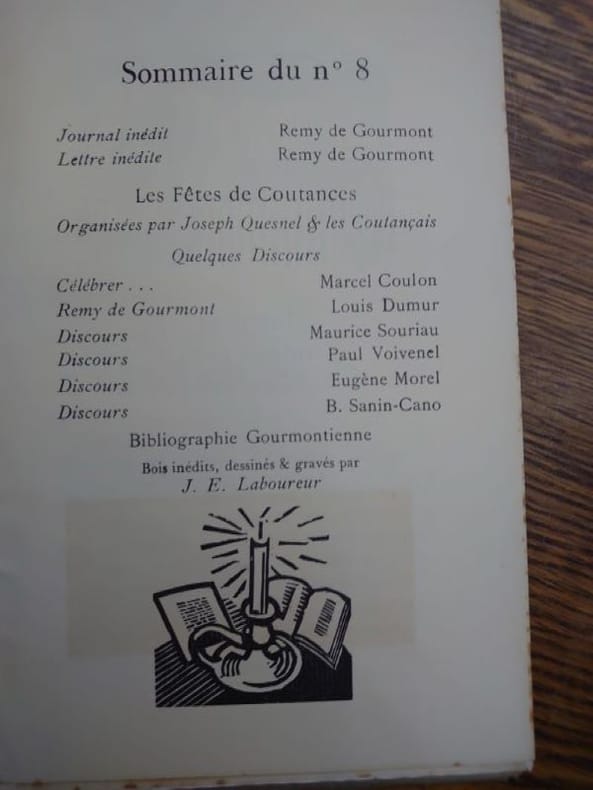 Sommaire du nº 8
Journal inédit Remy de Gourmont
Lettre inédite Remy de Gourmont
Les Fêtes de Coutances
Organisées par Joseph Quesnel & les Coutançais
Quelques Discours
Célébrer . . . Marcel Coulon
Remy de Gourmont Louis Dumur
Discours Maurice Souriau
Discours Paul Voivenel
Discours Eugène Morel
Discours B. Sanin-Cano
Bibliographie Gourmontienne
Bois inédits, dessinés & gravés par
J. E. Laboureur